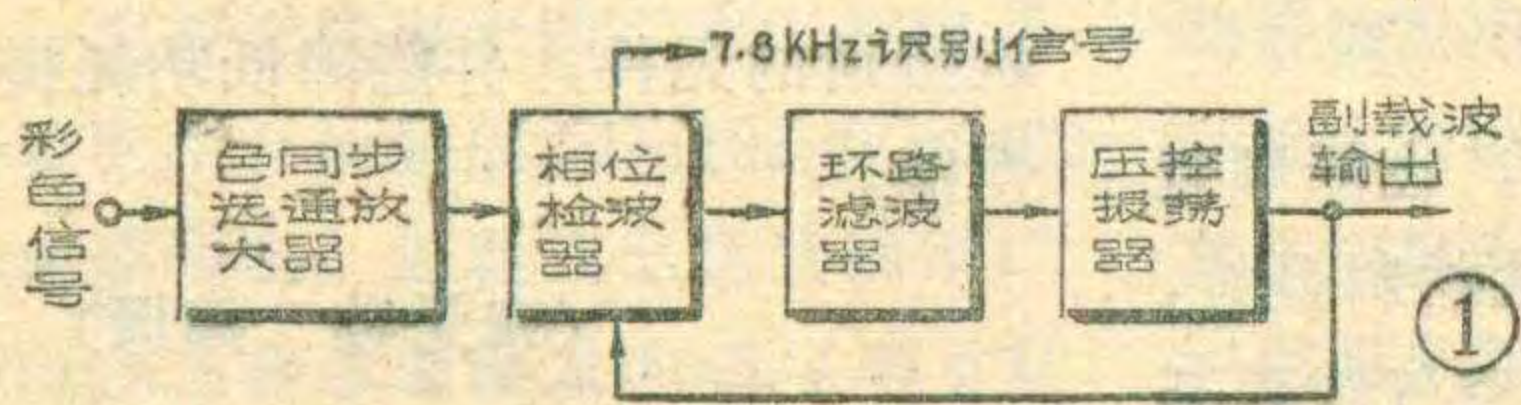 7.8KHz识别信号
彩色信号
色同步
选通放
大器
相位
检波
器
环路
滤波
器
压控
振荡
器
副载波
输出
①